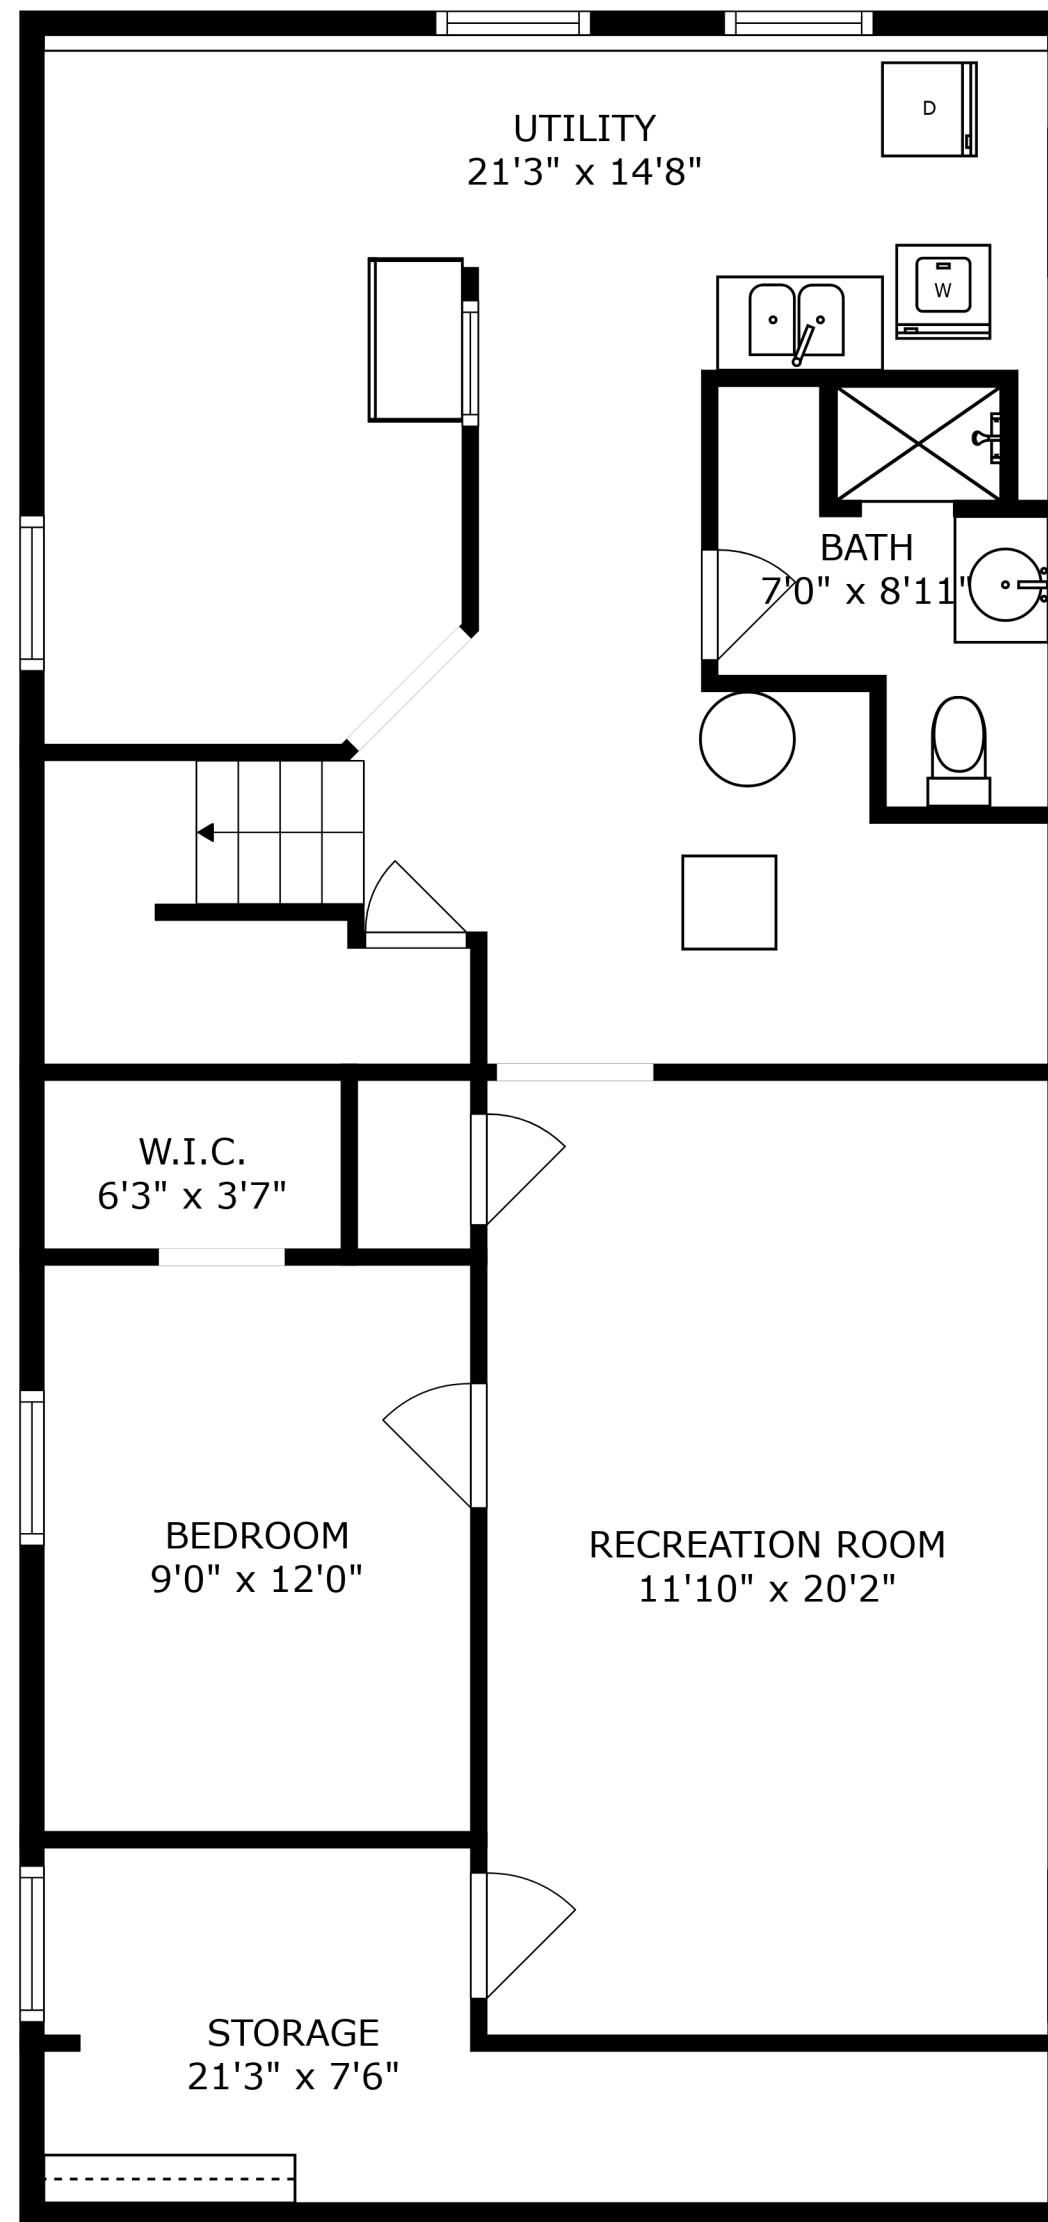 UTILITY
21'3" x 14'8"
D
W
BATH
7'0" x 8'11"
W.I.C.
6'3" x 3'7"
BEDROOM
9'0" x 12'0"
RECREATION ROOM
11'10" x 20'2"
STORAGE
21'3" x 7'6"